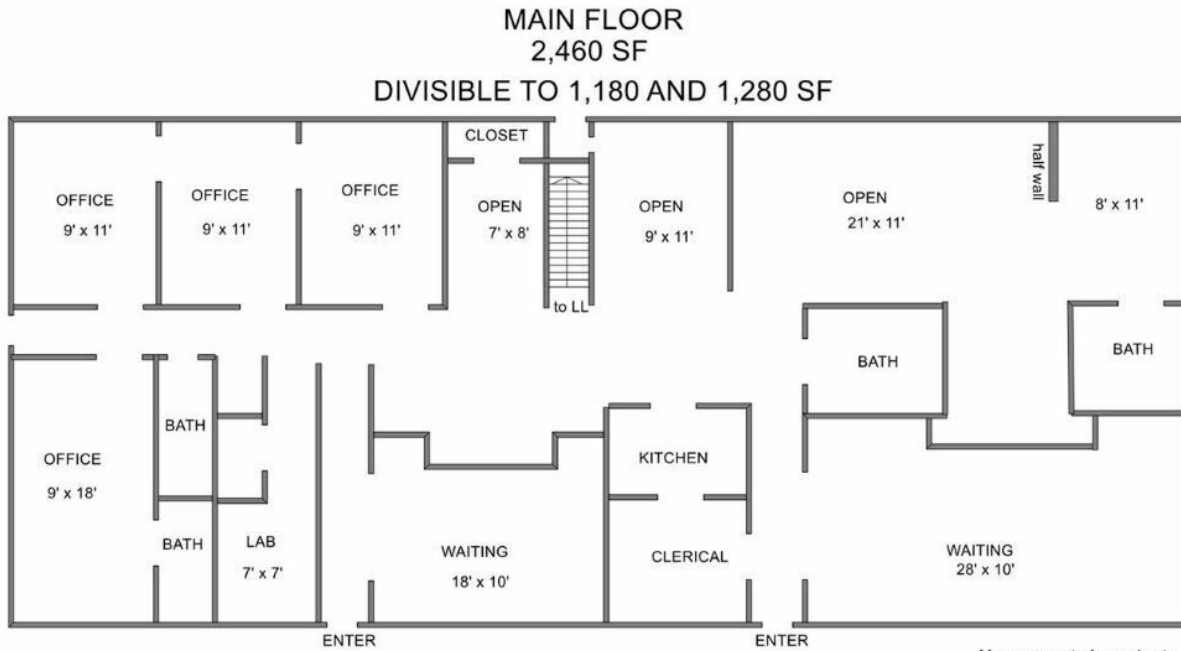 MAIN FLOOR
2,460 SF
DIVISIBLE TO 1,180 AND 1,280 SF
CLOSET
half wall
OFFICE
9' x 11'
OFFICE
9' x 11'
OFFICE
9' x 11'
OPEN
7' x 8'
OPEN
9' x 11'
OPEN
21' x 11'
8' x 11'
to LL
BATH
BATH
BATH
OFFICE
9' x 18'
KITCHEN
BATH
LAB
7' x 7'
WAITING
18' x 10'
CLERICAL
WAITING
28' x 10'
ENTER
ENTER